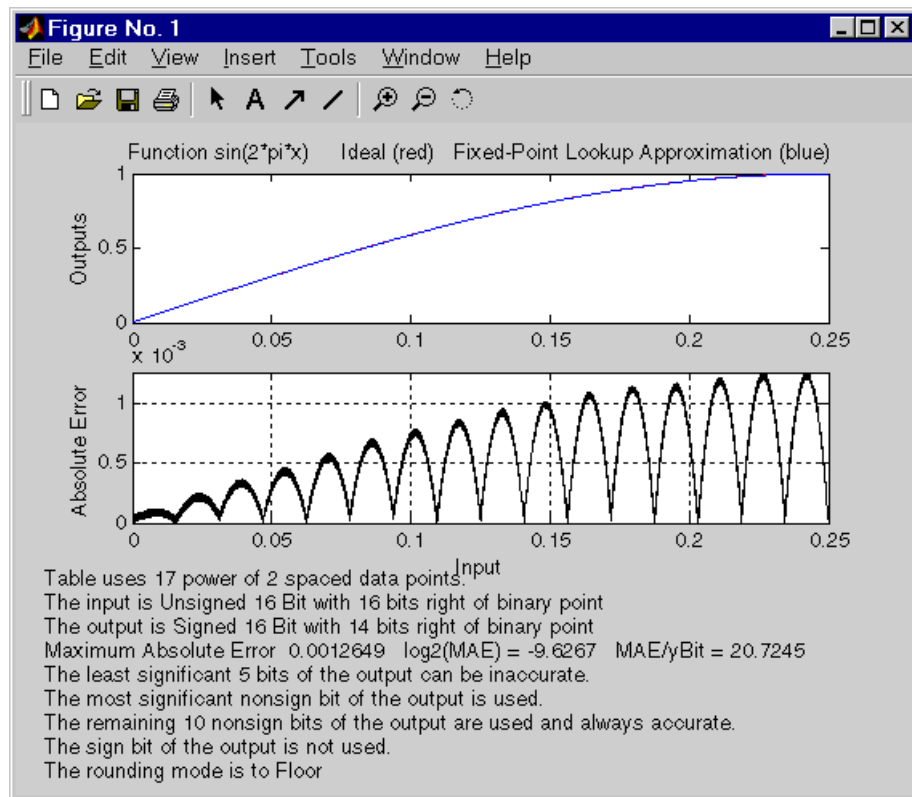 Figure No. 1
File Edit View Insert Tools Window Help
A
Function sin(2*pi*x) Ideal (red) Fixed-Point Lookup Approximation (blue)
1
0.5
0
Outputs
0 0.05 0.1 0.15 0.2 0.25
x 10-3
1
0.5
0
Absolute Error
0 0.05 0.1 0.15 0.2 0.25
Input
Table uses 17 power of 2 spaced data points.
The input is Unsigned 16 Bit with 16 bits right of binary point
The output is Signed 16 Bit with 14 bits right of binary point
Maximum Absolute Error 0.0012649 log2(MAE) = -9.6267 MAE/yBit = 20.7245
The least significant 5 bits of the output can be inaccurate.
The most significant nonsign bit of the output is used.
The remaining 10 nonsign bits of the output are used and always accurate.
The sign bit of the output is not used.
The rounding mode is to Floor